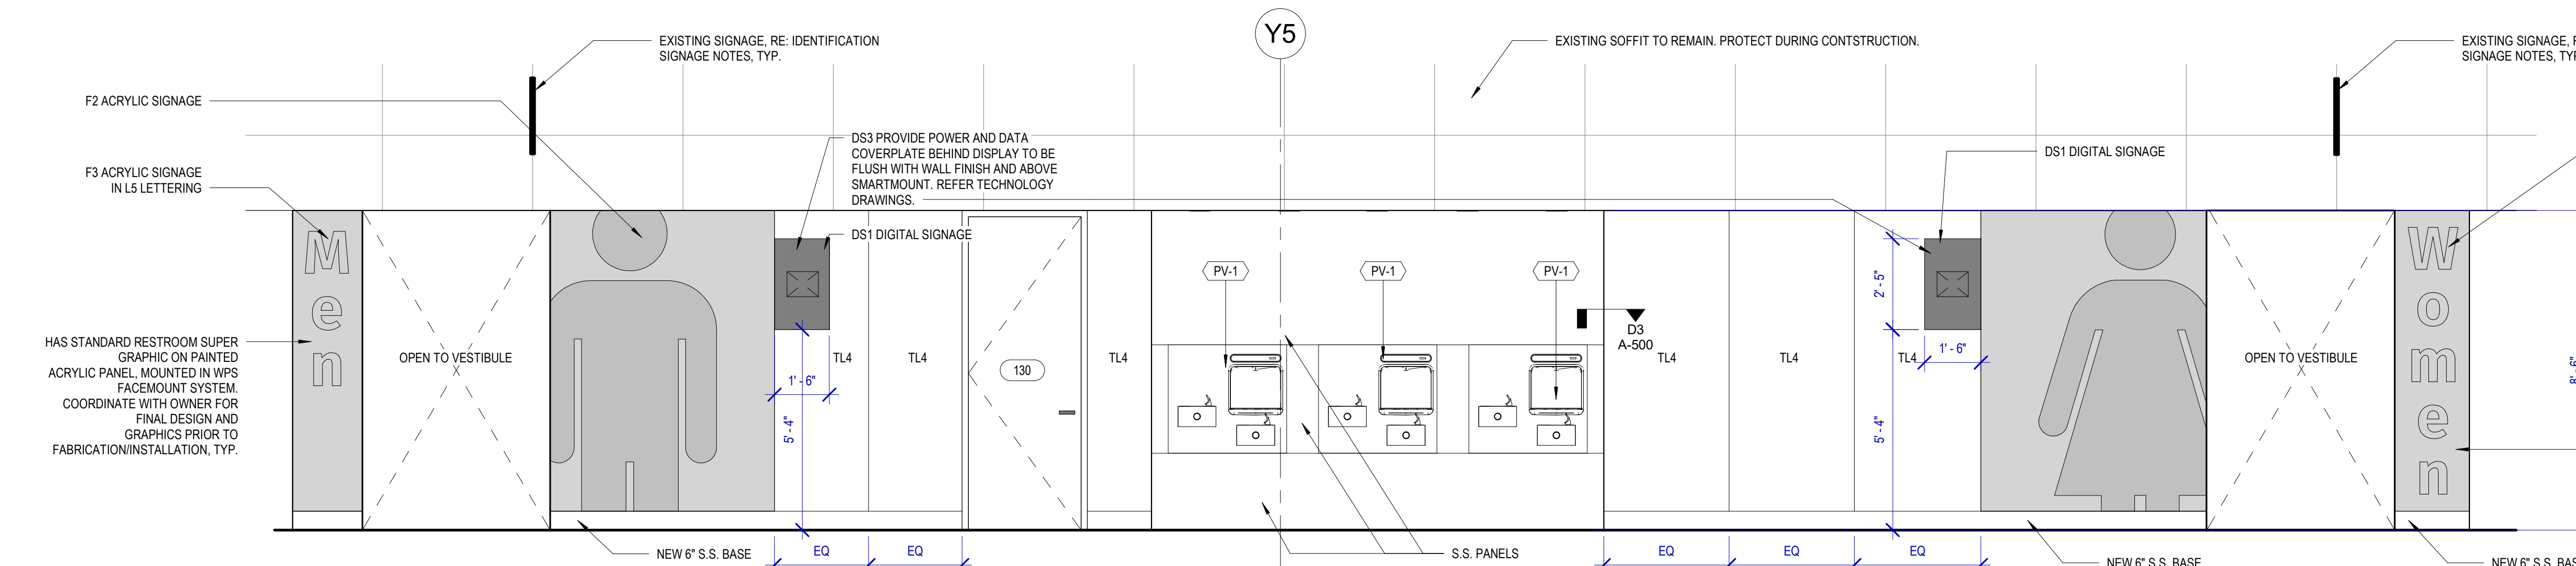 Y5
EXISTING SIGNAGE, RE: IDENTIFICATION
SIGNAGE NOTES, TYP.
EXISTING SOFFIT TO REMAIN. PROTECT DURING CONTSTRUCTION.
EXISTING SIGNAGE,
SIGNAGE NOTES,
F2 ACRYLIC SIGNAGE
DS3 PROVIDE POWER AND DATA
COVERPLATE BEHIND DISPLAY TO BE
FLUSH WITH WALL FINISH AND ABOVE
SMARTMOUNT. REFER TECHNOLOGY
DRAWINGS.
DS1 DIGITAL SIGNAGE
F3 ACRYLIC SIGNAGE
IN L5 LETTERING
DS1 DIGITAL SIGNAGE
Men
Women
PV-1
PV-1
PV-1
D3
A-500
2' - 5"
HAS STANDARD RESTROOM SUPER
GRAPHIC ON PAINTED
ACRYLIC PANEL, MOUNTED IN WPS
FACEMOUNT SYSTEM.
COORDINATE WITH OWNER FOR
FINAL DESIGN AND
GRAPHICS PRIOR TO
FABRICATION/INSTALLATION, TYP.
OPEN TO VESTIBULE
TL4
TL4
130
TL4
TL4
TL4
TL4
OPEN TO VESTIBULE
1' - 6"
1' - 6"
8' - 6"
5' - 4"
5' - 4"
NEW 6" S.S. BASE
EQ
EQ
S.S. PANELS
EQ
EQ
EQ
NEW 6" S.S. BASE
NEW 6" S.S.